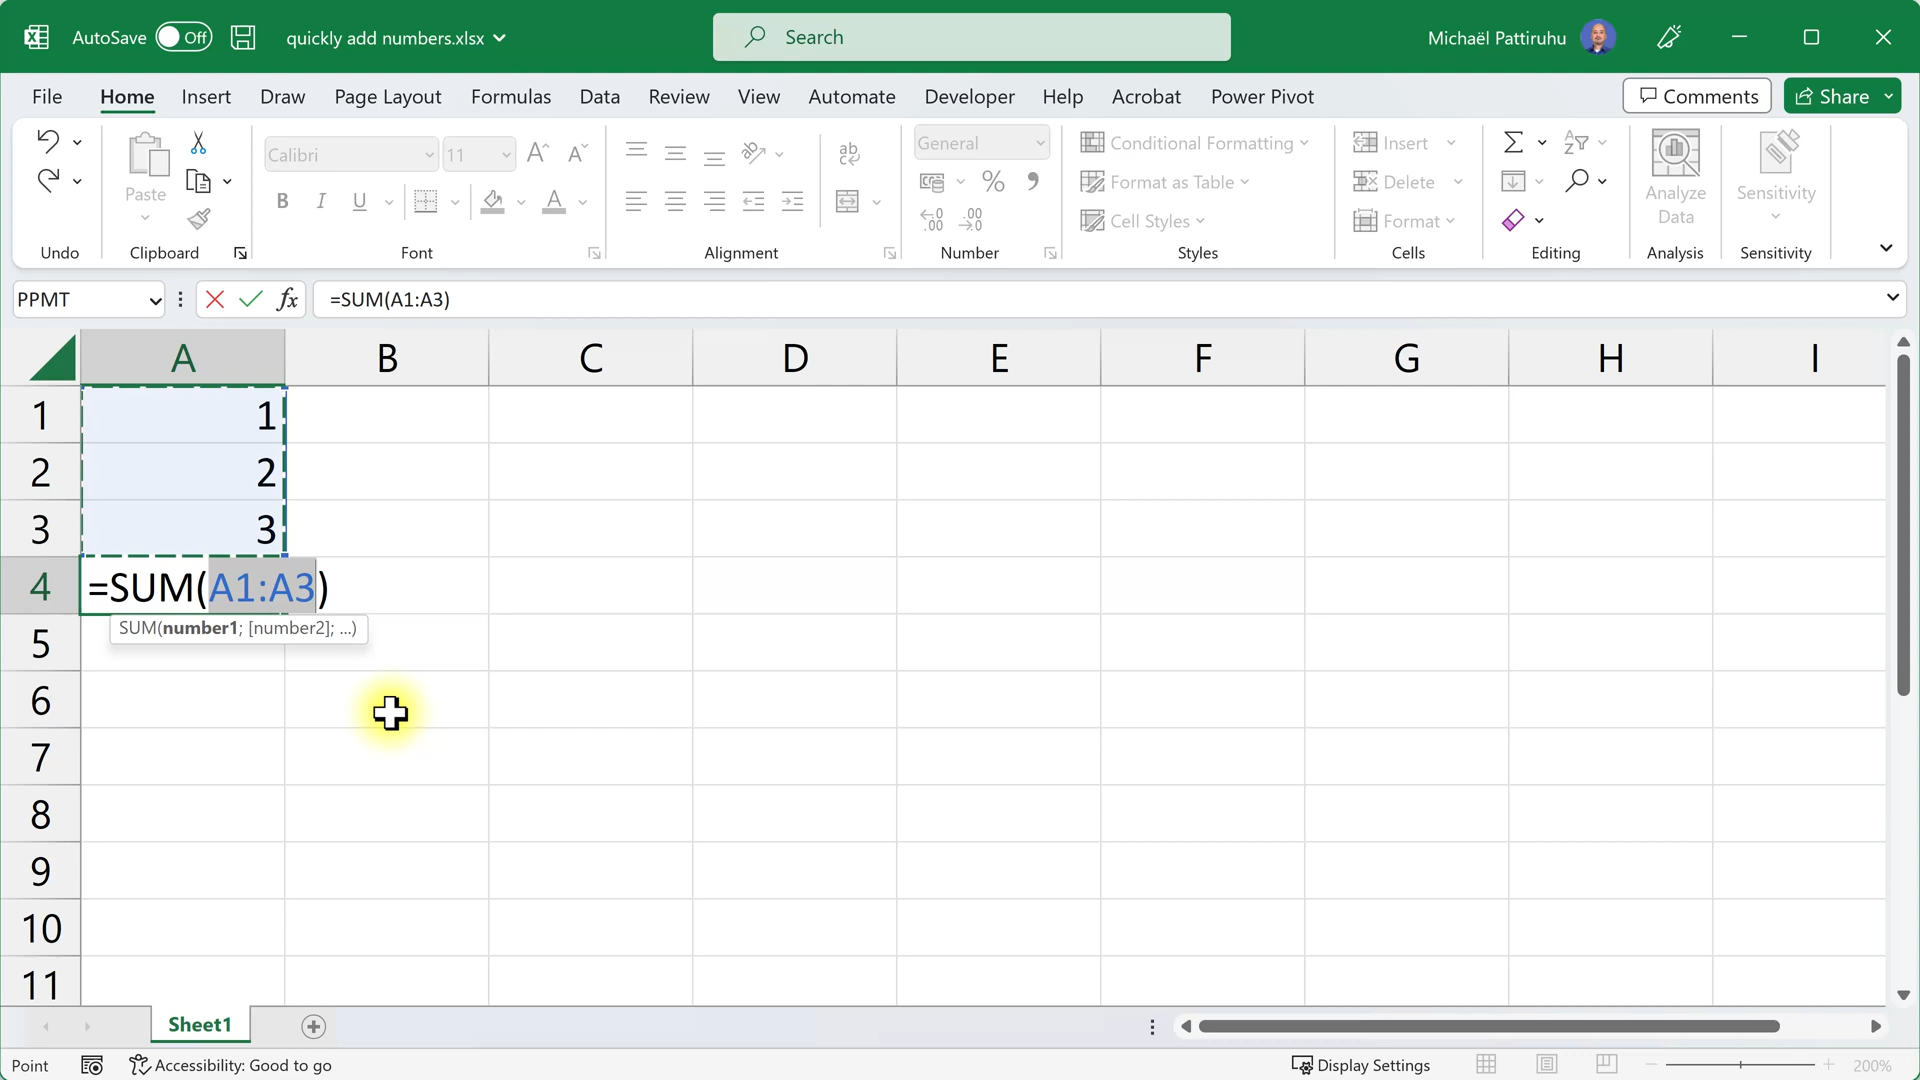 AutoSave Off quickly add numbers.xlsx Search Michaël Pattiruhu
File Home Insert Draw Page Layout Formulas Data Review View Automate Developer Help Acrobat Power Pivot Comments Share
Calibri 11 General Conditional Formatting Insert
Paste B I U A % Format as Table Delete Analyze Data Sensitivity
Cell Styles Format
Undo Clipboard Font Alignment Number Styles Cells Editing Analysis Sensitivity
PPMT fx =SUM(A1:A3)
A B C D E F G H I
1 1
2 2
3 3
4 =SUM(A1:A3)
SUM(number1; [number2]; ...)
5
6
7
8
9
10
11
Sheet1
Point Accessibility: Good to go Display Settings 200%